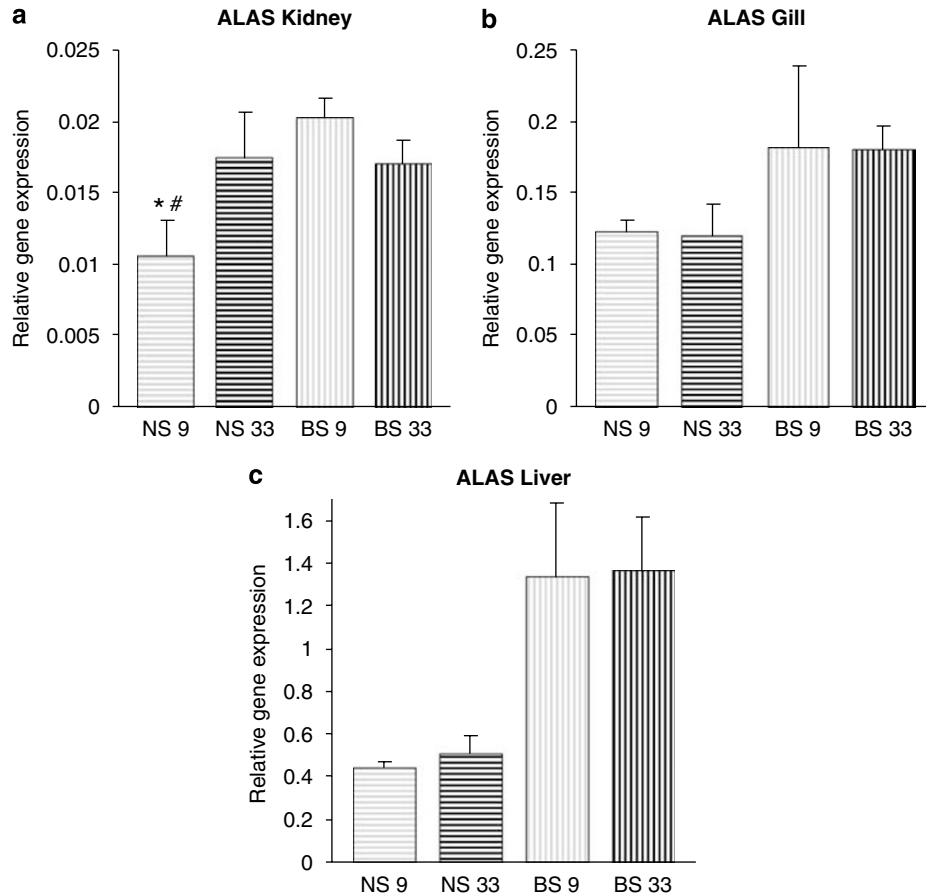 a
ALAS Kidney
Relative gene expression
0.025
0.02
0.015
0.01
0.005
0
* #
NS 9 NS 33 BS 9 BS 33
b
ALAS Gill
Relative gene expression
0.25
0.2
0.15
0.1
0.05
0
NS 9 NS 33 BS 9 BS 33
c
ALAS Liver
Relative gene expression
1.6
1.4
1.2
1
0.8
0.6
0.4
0.2
0
NS 9 NS 33 BS 9 BS 33